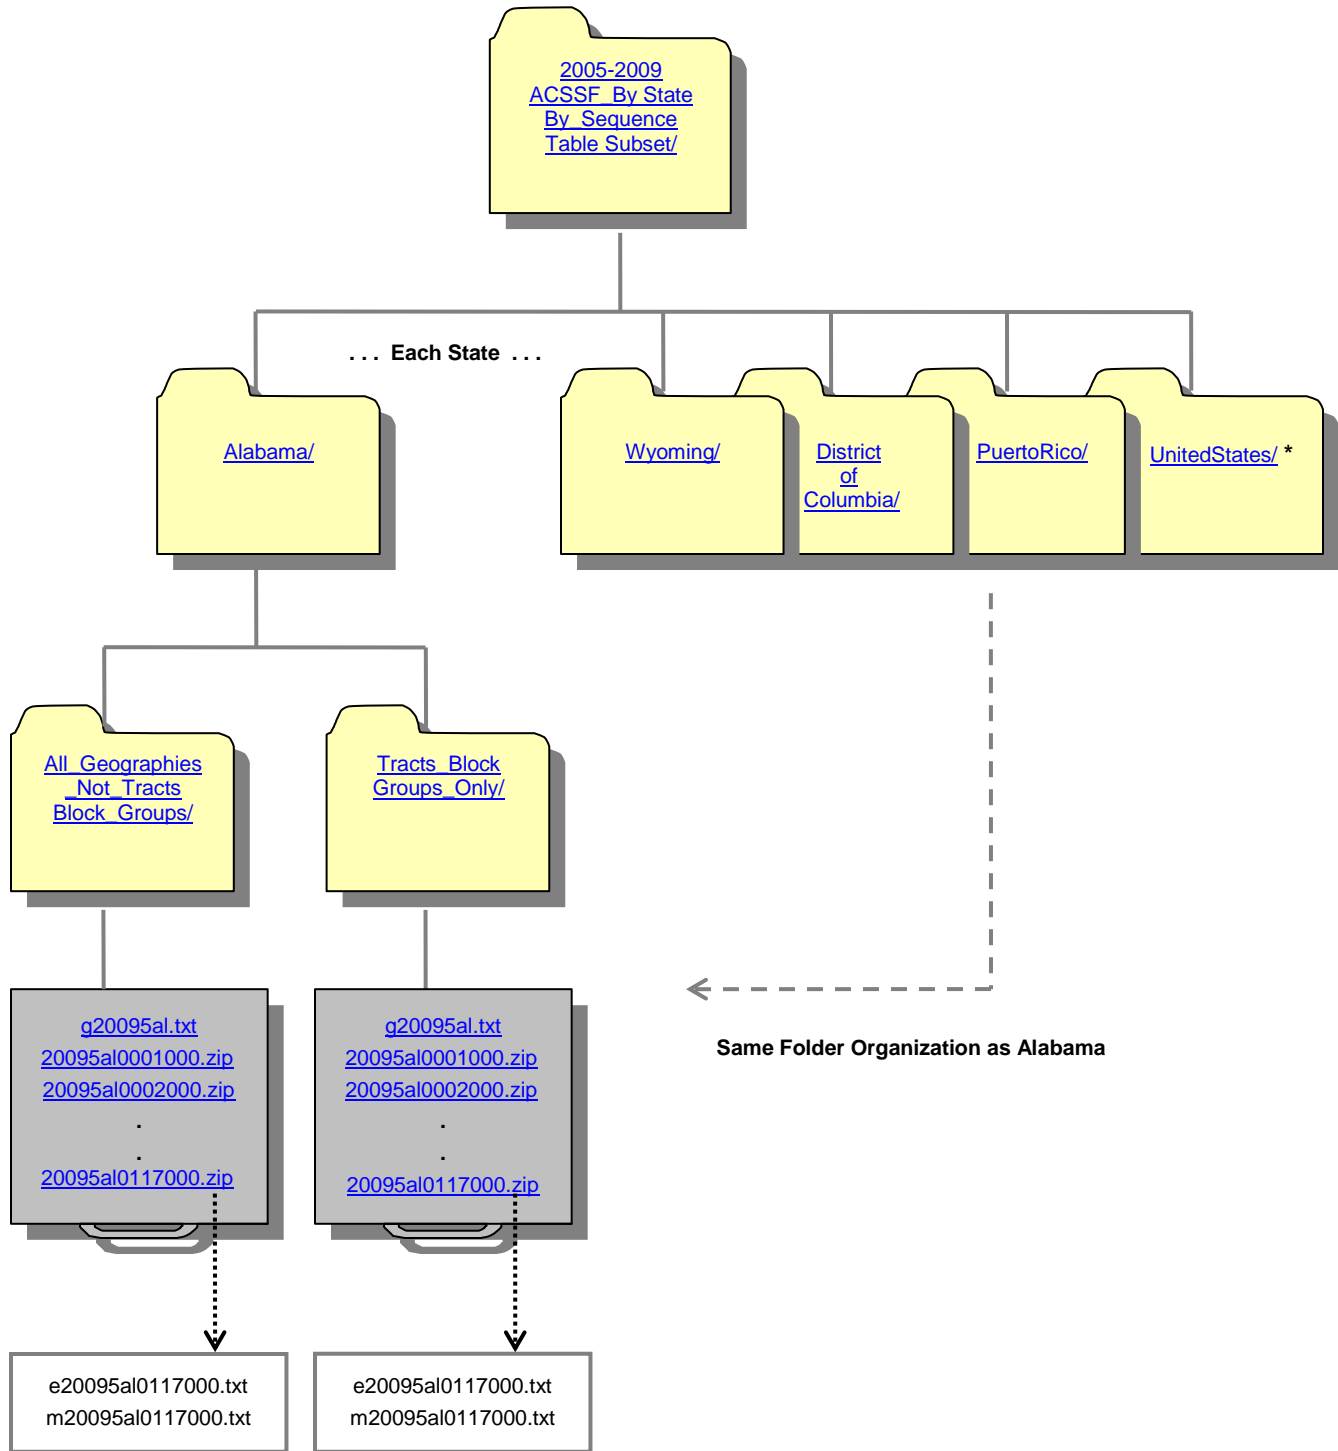 2005-2009
ACSSF_By State
By_Sequence
Table Subset/
. . . Each State . . .
Alabama/
Wyoming/
District
of
Columbia/
PuertoRico/
UnitedStates/ *
All_Geographies
_Not_Tracts
Block_Groups/
Tracts_Block
Groups_Only/
g20095al.txt
20095al0001000.zip
20095al0002000.zip
.
.
20095al0117000.zip
g20095al.txt
20095al0001000.zip
20095al0002000.zip
.
.
20095al0117000.zip
Same Folder Organization as Alabama
e20095al0117000.txt
m20095al0117000.txt
e20095al0117000.txt
m20095al0117000.txt